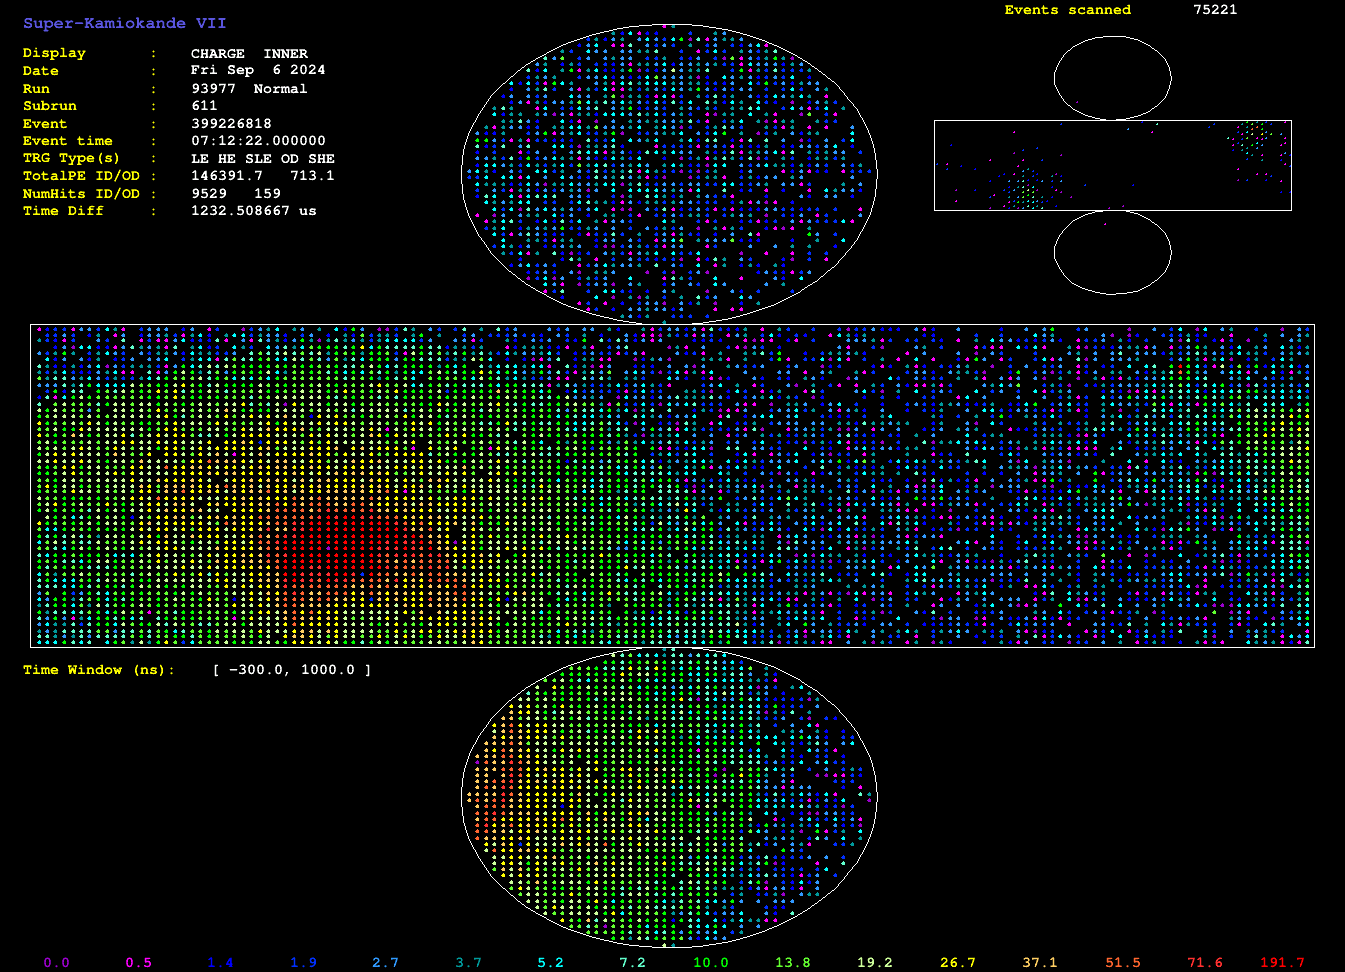 Super-Kamiokande VII
Events scanned 75221
Display : CHARGE INNER
Date : Fri Sep 6 2024
Run : 93977 Normal
Subrun : 611
Event : 399226818
Event time : 07:12:22.000000
TRG Type(s) : LE HE SLE OD SHE
TotalPE ID/OD : 146391.7 713.1
NumHits ID/OD : 9529 159
Time Diff : 1232.508667 us
Time Window (ns): [ -300.0, 1000.0 ]
0.0 0.5 1.4 1.9 2.7 3.7 5.2 7.2 10.0 13.8 19.2 26.7 37.1 51.5 71.6 191.7